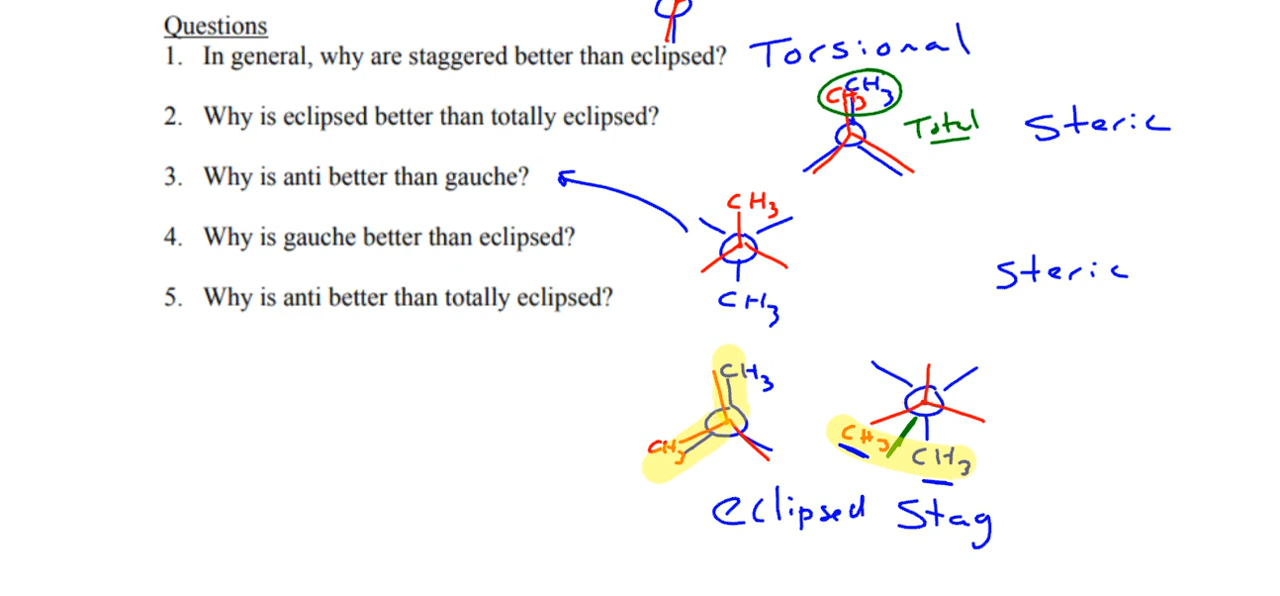 Questions
1. In general, why are staggered better than eclipsed? Torsional
CH3
CH3
2. Why is eclipsed better than totally eclipsed? Total Steric
3. Why is anti better than gauche?
CH3
4. Why is gauche better than eclipsed?
Steric
5. Why is anti better than totally eclipsed?
CH3
CH3
CH3 CH3
CH3
eclipsed Stag